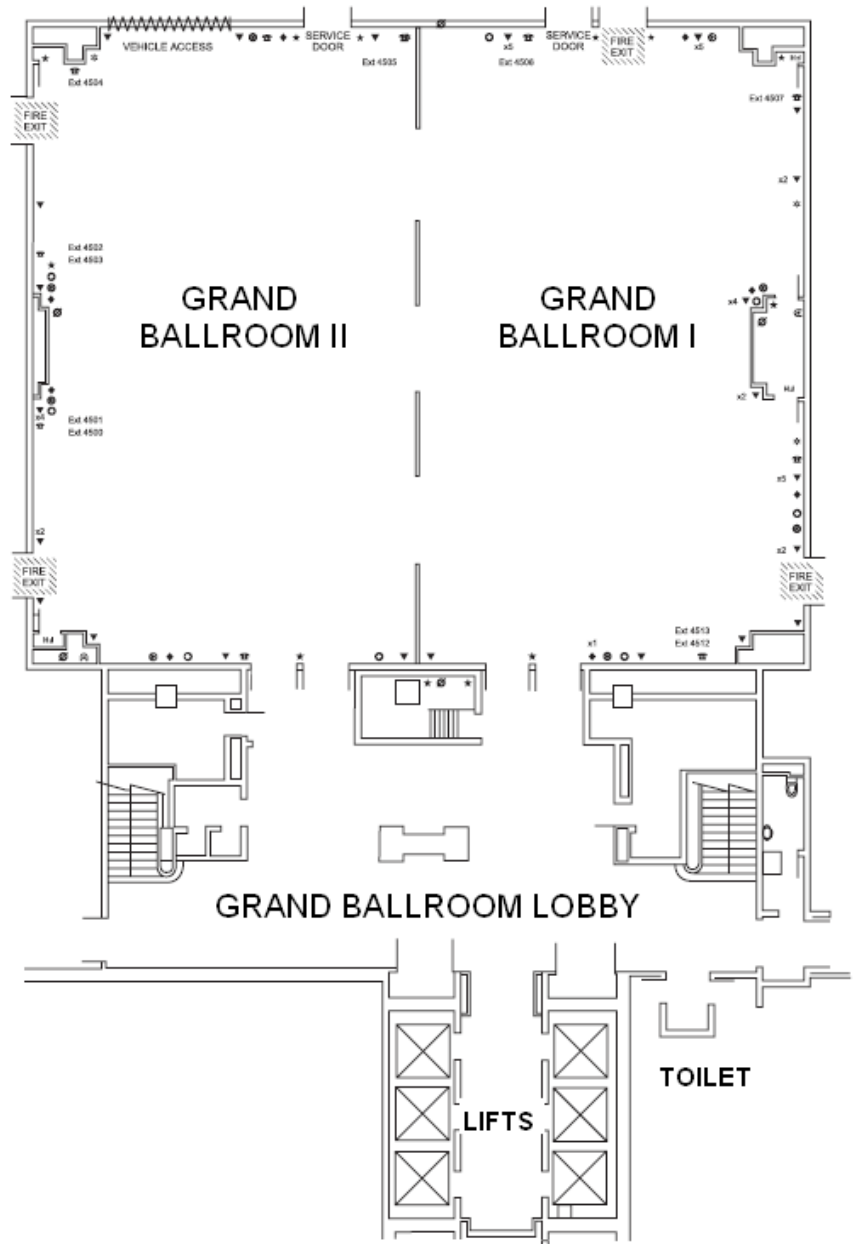 VEHICLE ACCESS
SERVICE
DOOR
SERVICE
DOOR
FIRE
EXIT
x5
x5
Ext 4504
Ext 4505
Ext 4506
Ext 4507
FIRE
EXIT
x2
Ext 4502
Ext 4503
GRAND
BALLROOM II
GRAND
BALLROOM I
x4
x2
x4
Ext 4501
Ext 4500
x5
x2
x2
FIRE
EXIT
FIRE
EXIT
x1
Ext 4513
Ext 4512
GRAND BALLROOM LOBBY
TOILET
LIFTS